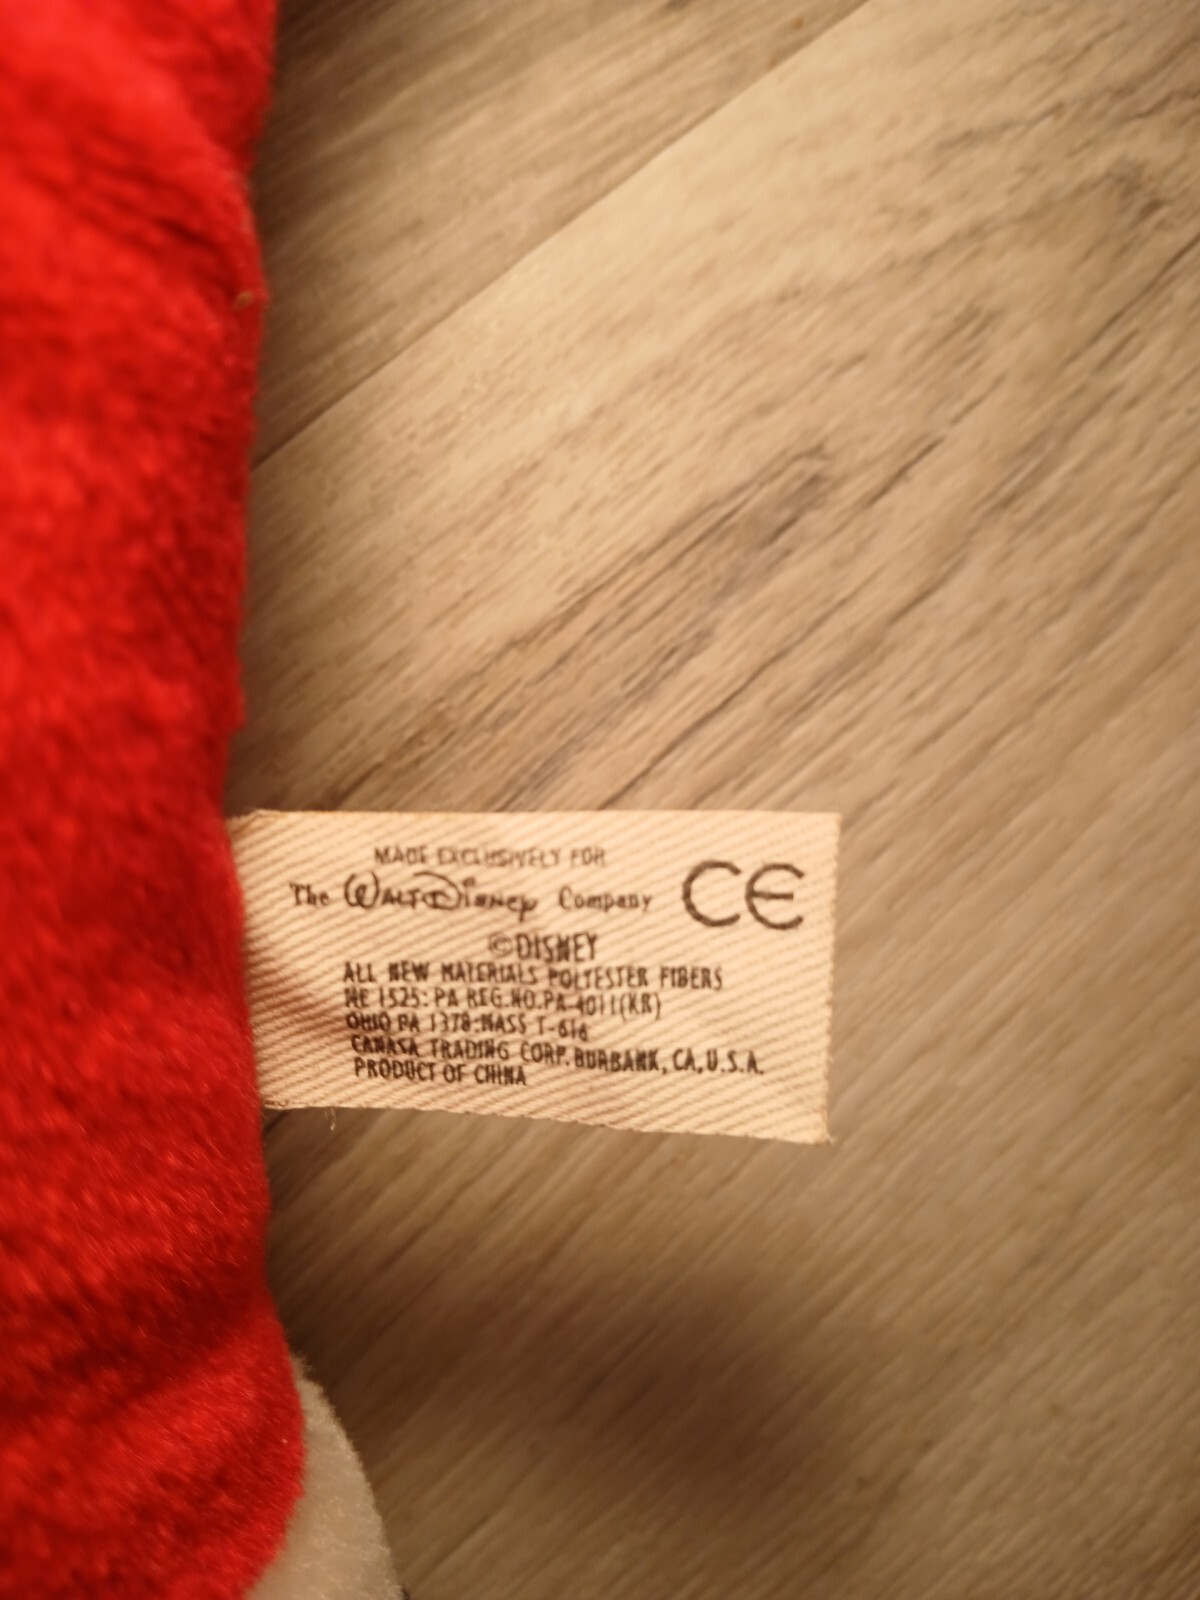 MADE EXCLUSIVELY FOR
The WALT DISNEY Company CE
©DISNEY
ALL NEW MATERIALS POLYESTER FIBERS
NE 1525: PA REG.NO.PA-4011(KR)
OHIO PA 1378:MASS T-616
CANASA TRADING CORP. BURBANK, CA, U.S.A.
PRODUCT OF CHINA